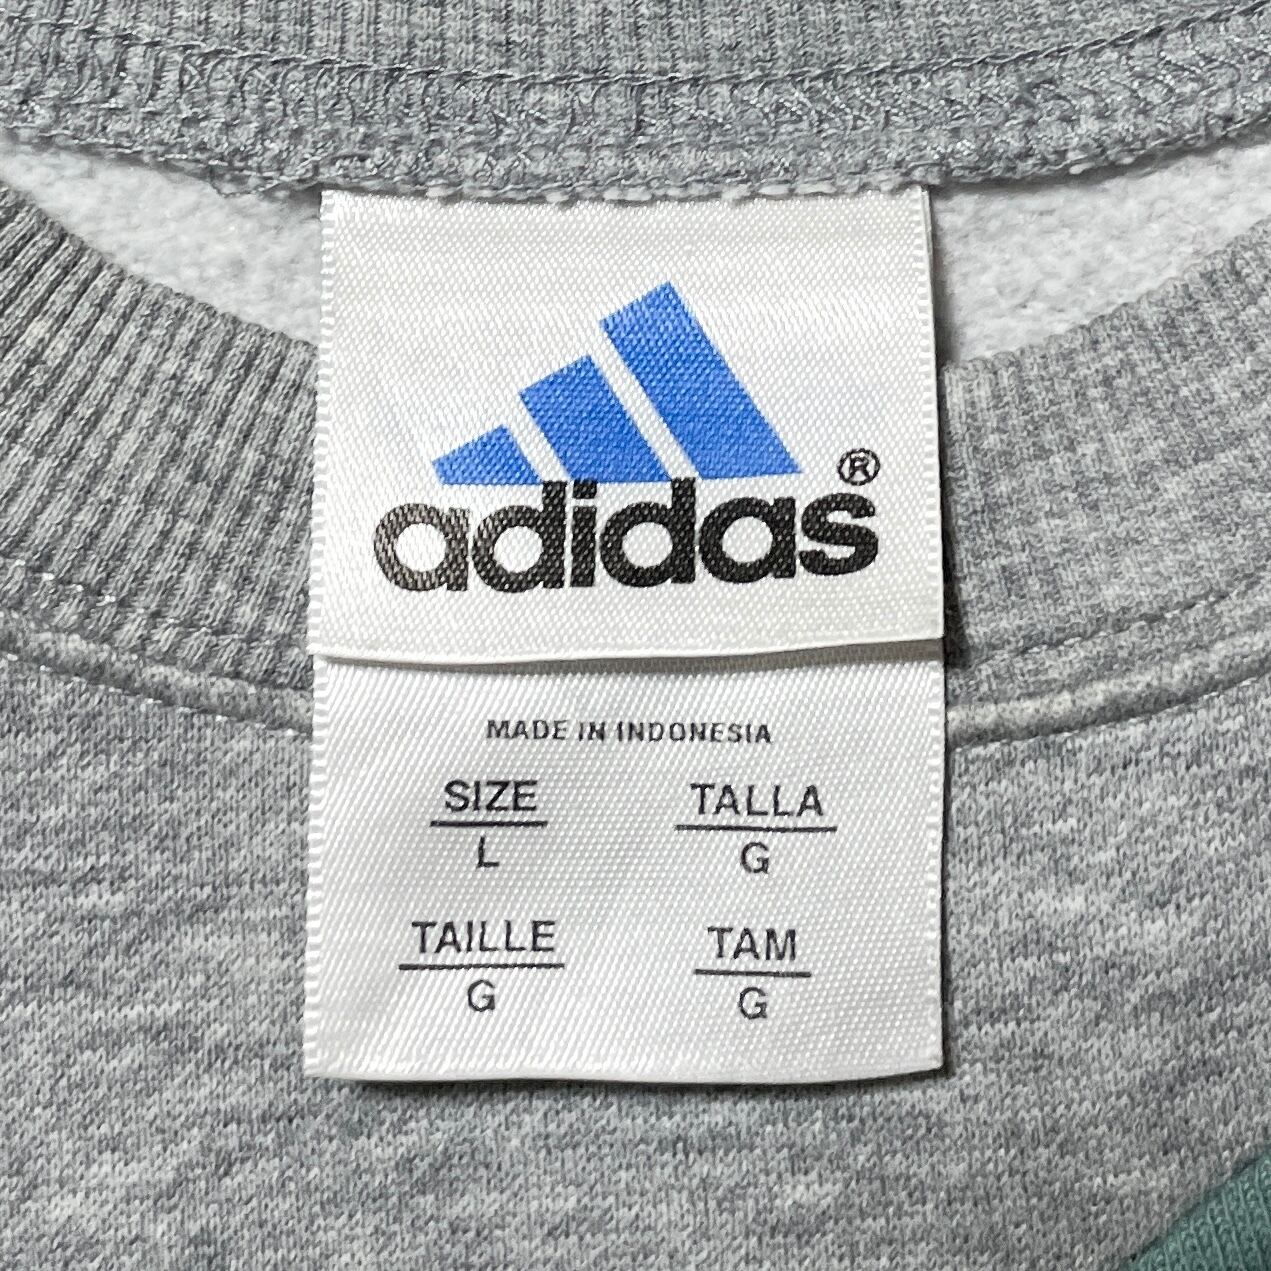 adidas®
MADE IN INDONESIA
SIZE TALLA
L G
TAILLE TAM
G G